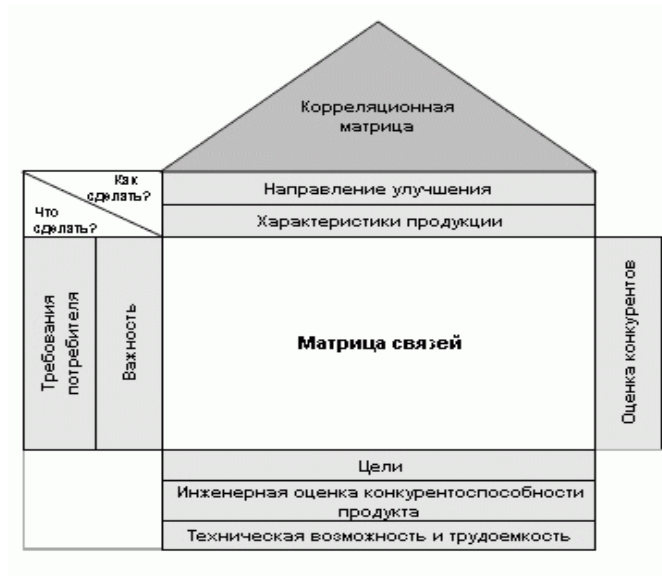 Корреляционная
матрица
Как
сделать?
Что
сделать?
Направление улучшения
Характеристики продукции
Требования
потребителя
Важность
Матрица связей
Оценка конкурентов
Цели
Инженерная оценка конкурентоспособности
продукта
Техническая возможность и трудоемкость